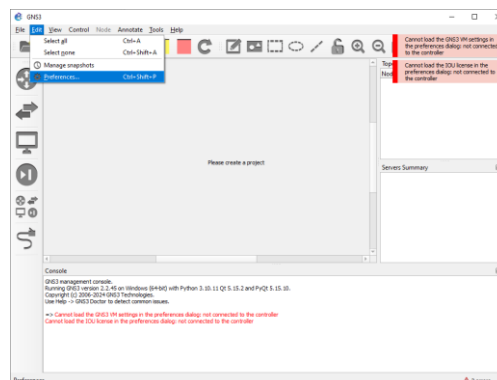 GNS3
File Edit View Control Node Annotate Tools Help
Select all Ctrl+A
Select none Ctrl+Shift+A
Manage snapshots
Preferences... Ctrl+Shift+P
Cannot load the GNS3 VM settings in
the preferences dialog: not connected
to the controller
Cannot load the IOU license in the
preferences dialog: not connected to
the controller
Please create a project
Servers Summary
Console
GNS3 management console.
Running GNS3 version 2.2.45 on Windows (64-bit) with Python 3.10.11 Qt 5.15.2 and PyQt 5.15.10.
Copyright (c) 2006-2024 GNS3 Technologies.
Use Help -> GNS3 Doctor to detect common issues.
=> Cannot load the GNS3 VM settings in the preferences dialog: not connected to the controller
Cannot load the IOU license in the preferences dialog: not connected to the controller